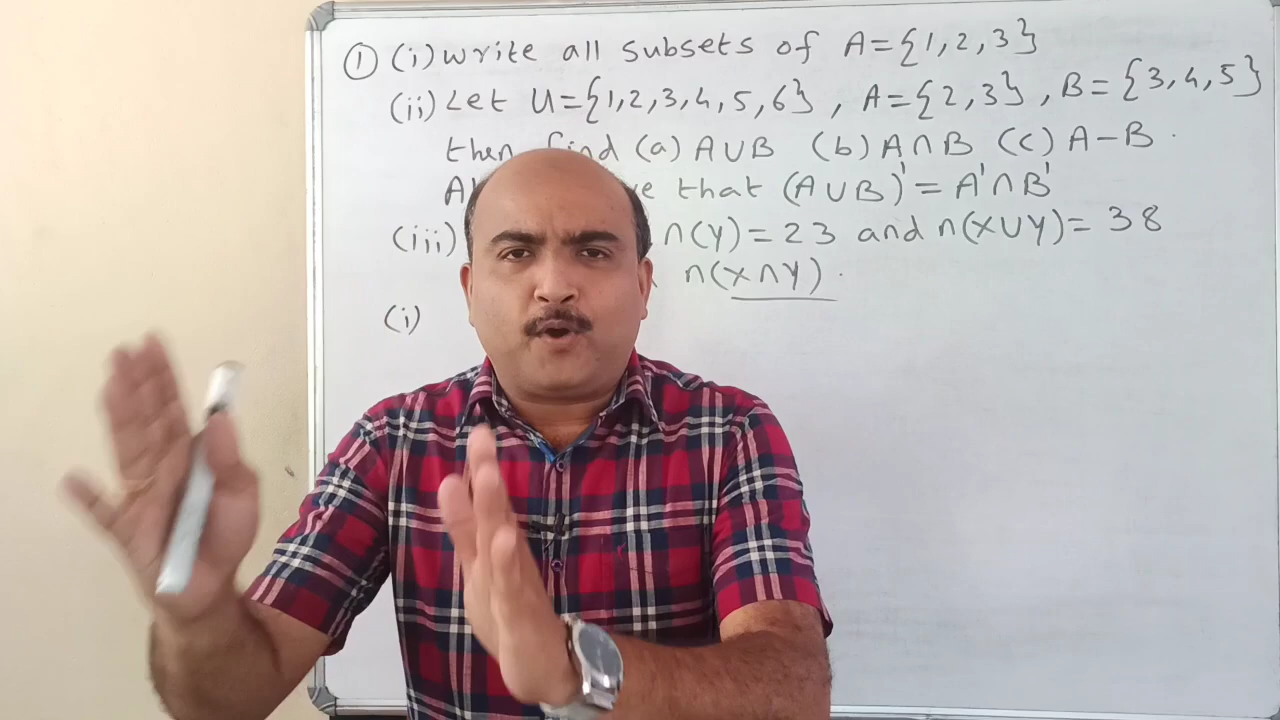 ① (i) write all subsets of A={1,2,3}
(ii) Let U={1,2,3,4,5,6}, A={2,3}, B={3,4,5}
then find (a) A∪B (b) A∩B (c) A-B.
that (A∪B)'=A'∩B'
(iii) n(Y)=23 and n(X∪Y)=38
n(X∩Y).
(i)